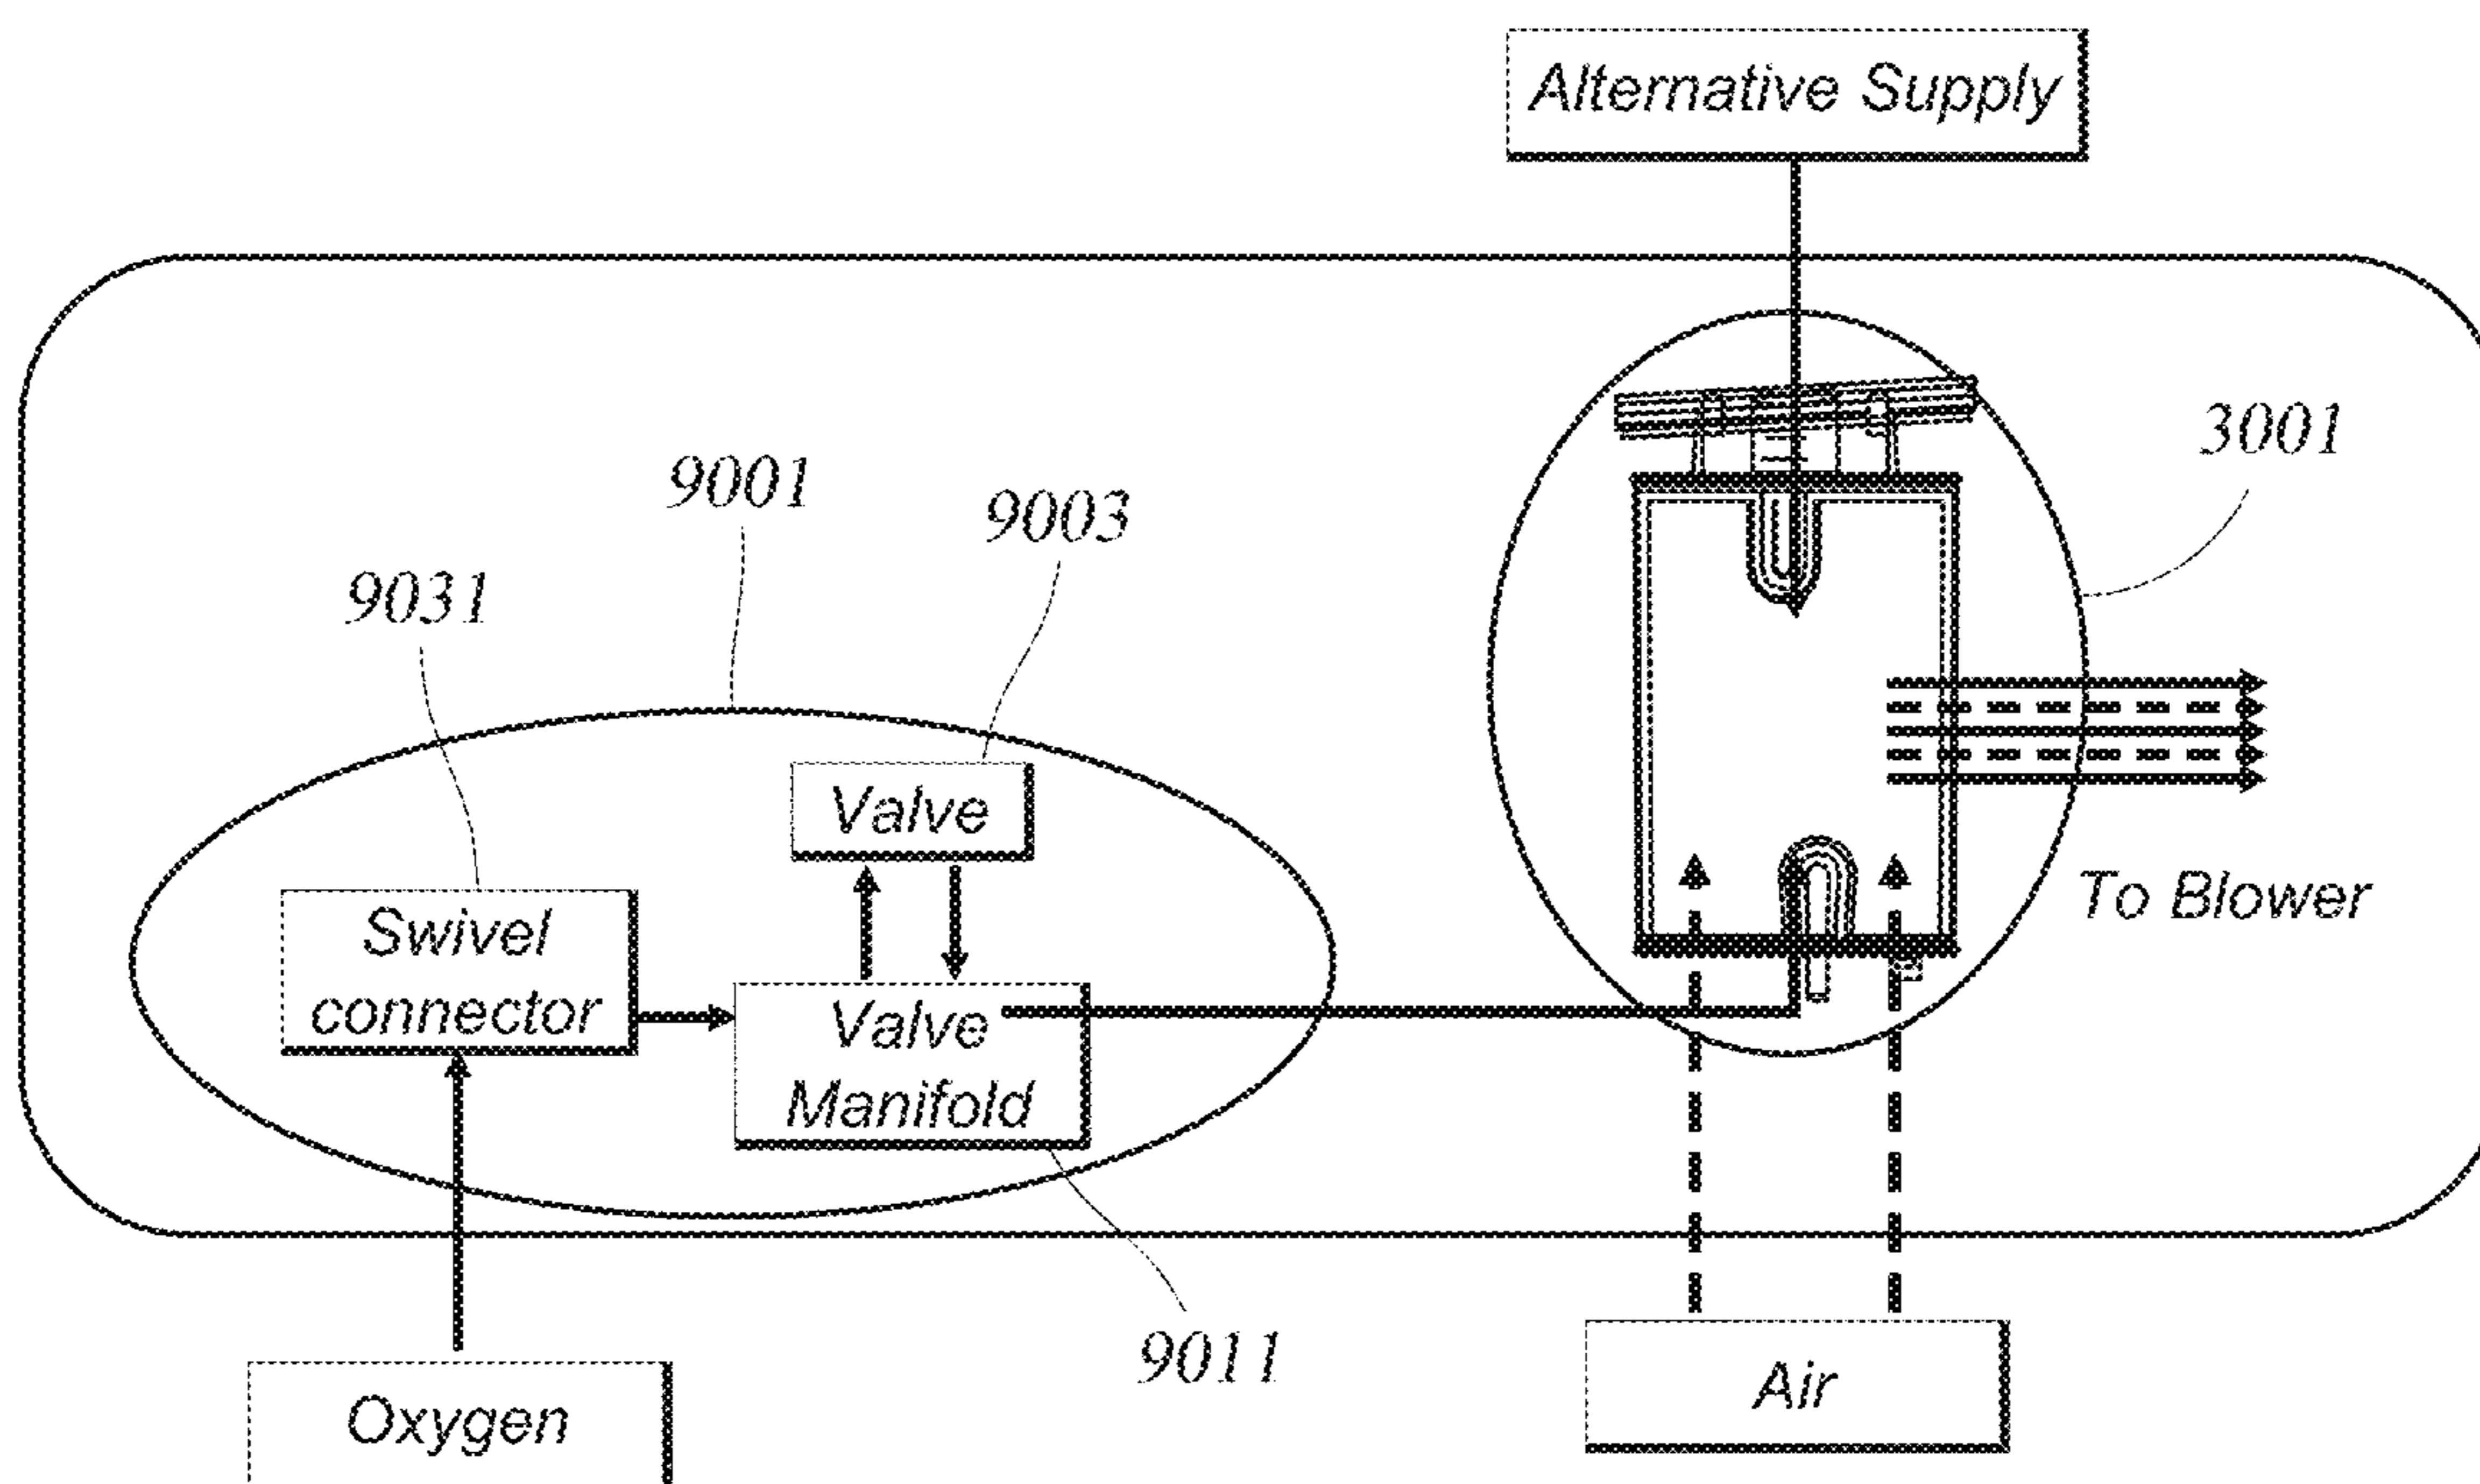 Alternative Supply
3001
9001
9003
9031
Valve
Swivel
connector
To Blower
Valve
Manifold
9011
Air
Oxygen